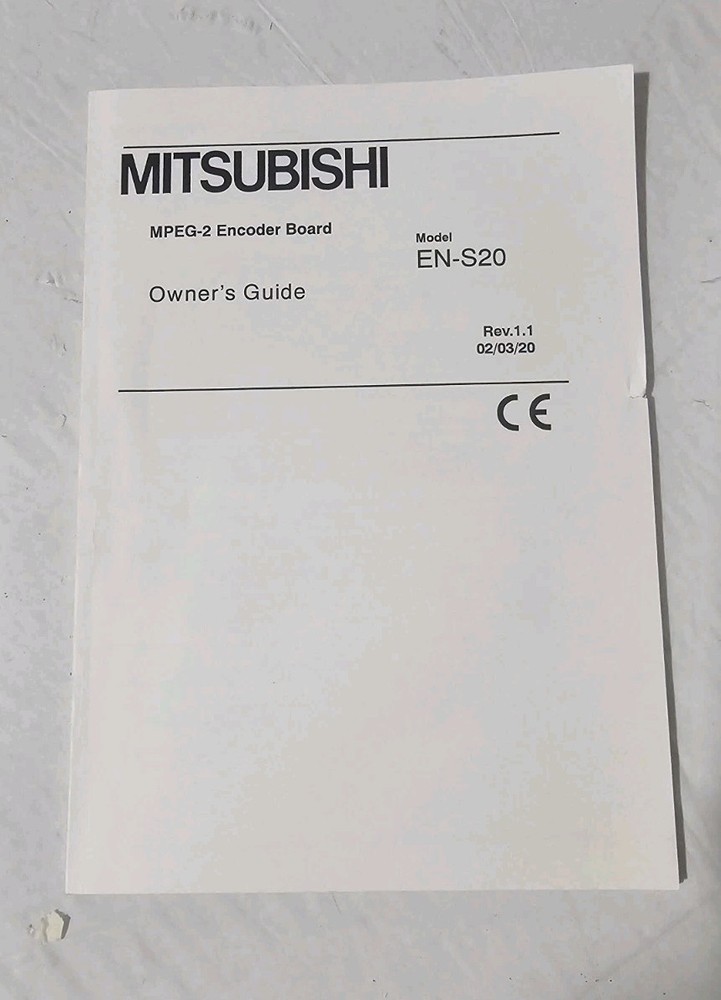 MITSUBISHI
MPEG-2 Encoder Board
Model
EN-S20
Owner's Guide
Rev.1.1
02/03/20
CE